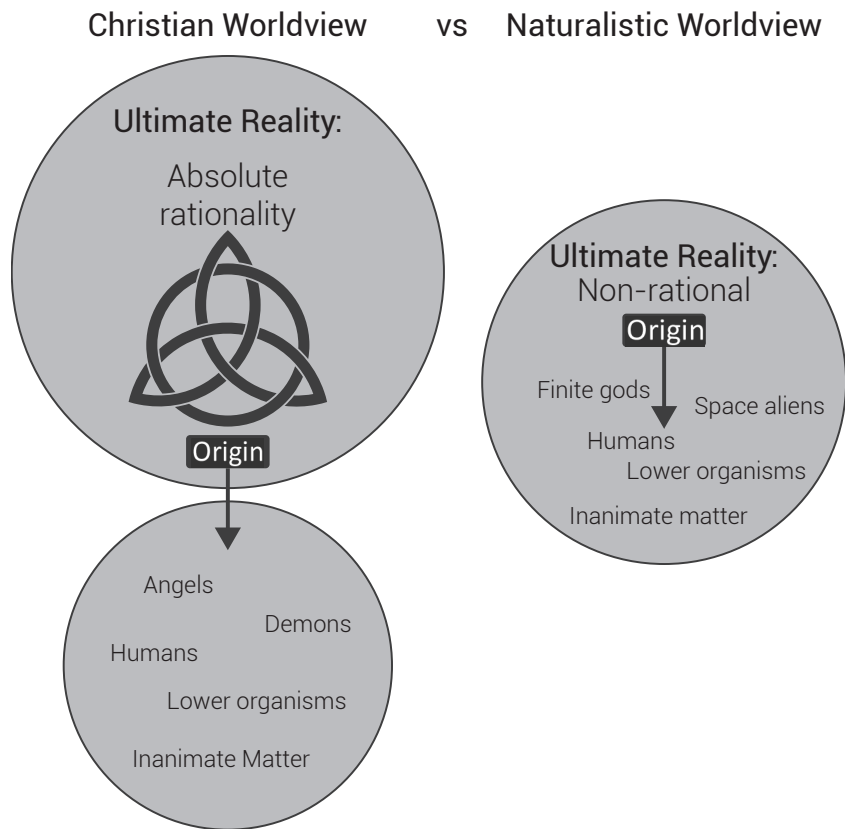 Christian Worldview vs Naturalistic Worldview
Ultimate Reality:
Absolute
rationality
Origin
Angels
Demons
Humans
Lower organisms
Inanimate Matter
Ultimate Reality:
Non-rational
Origin
Finite gods
Space aliens
Humans
Lower organisms
Inanimate matter